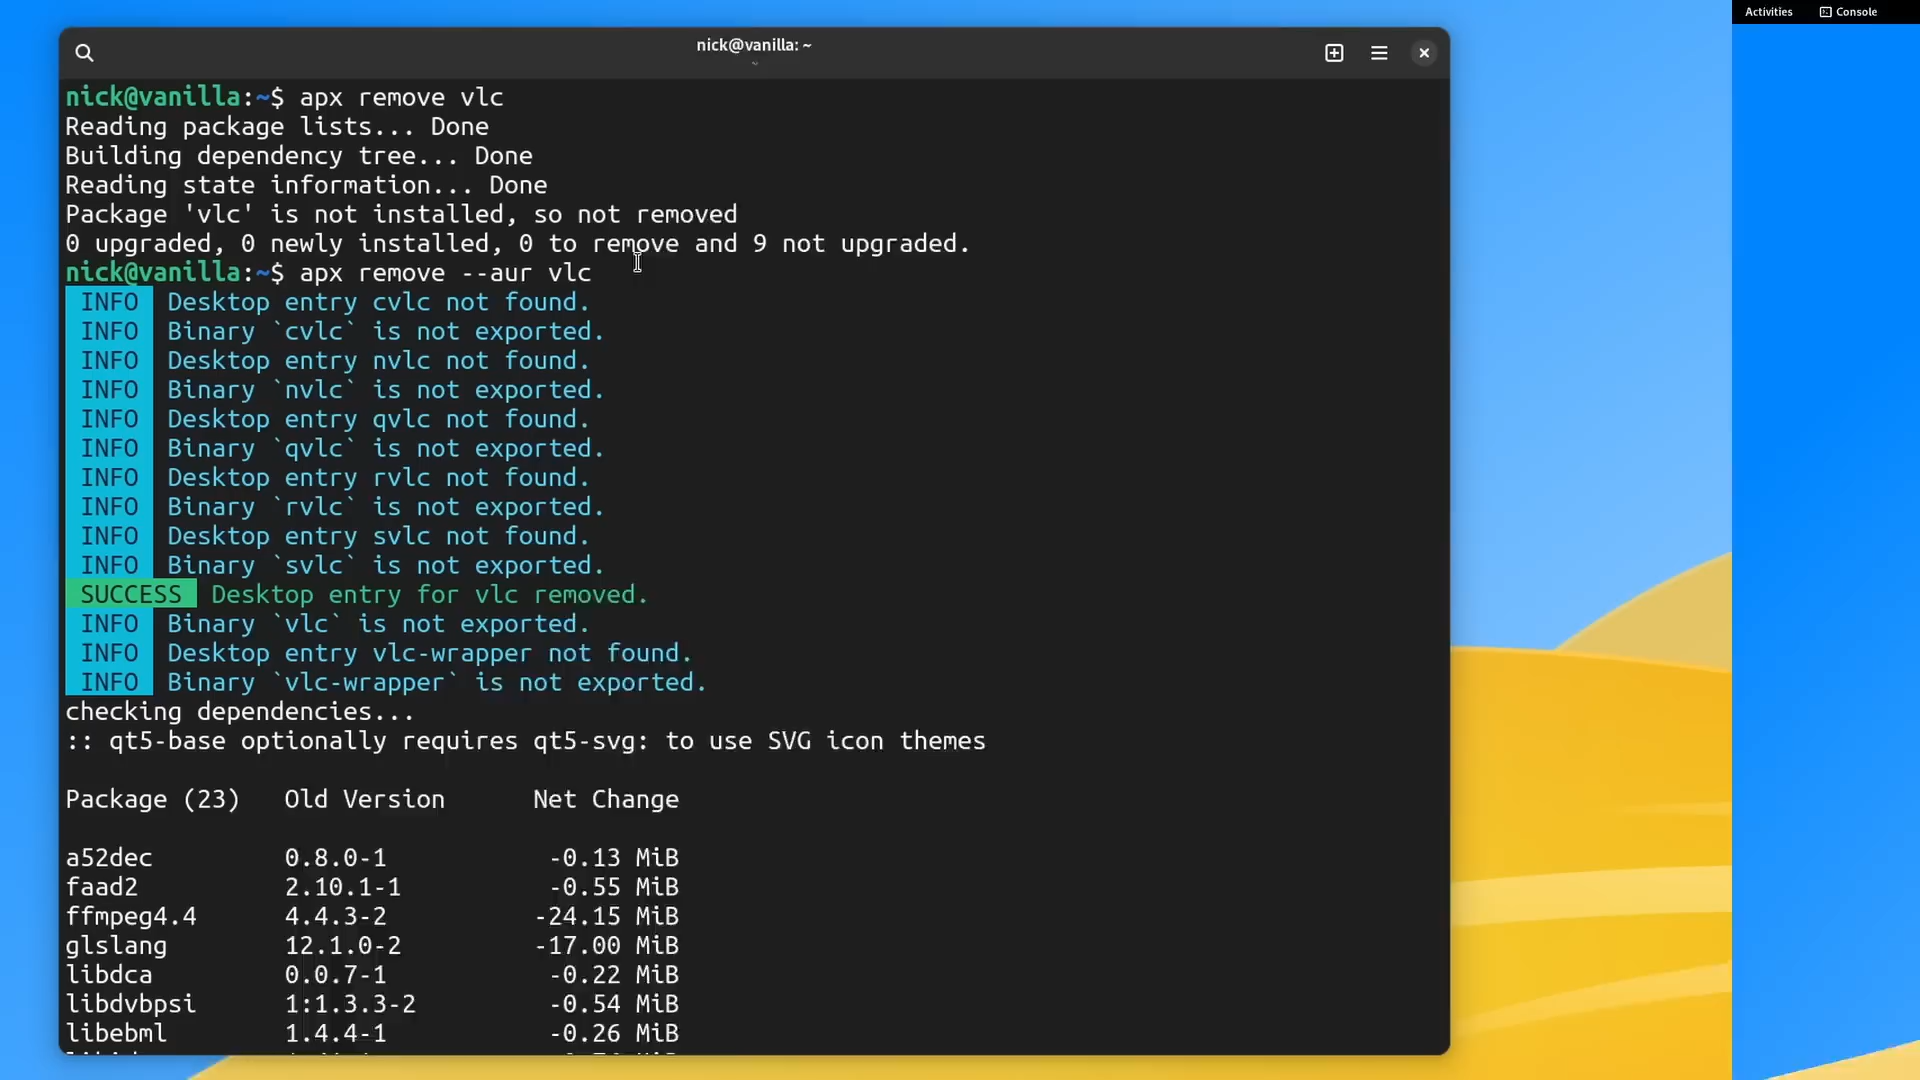 Activities Console
nick@vanilla: ~
nick@vanilla:~$ apx remove vlc
Reading package lists... Done
Building dependency tree... Done
Reading state information... Done
Package 'vlc' is not installed, so not removed
0 upgraded, 0 newly installed, 0 to remove and 9 not upgraded.
nick@vanilla:~$ apx remove --aur vlc
INFO Desktop entry cvlc not found.
INFO Binary `cvlc` is not exported.
INFO Desktop entry nvlc not found.
INFO Binary `nvlc` is not exported.
INFO Desktop entry qvlc not found.
INFO Binary `qvlc` is not exported.
INFO Desktop entry rvlc not found.
INFO Binary `rvlc` is not exported.
INFO Desktop entry svlc not found.
INFO Binary `svlc` is not exported.
SUCCESS Desktop entry for vlc removed.
INFO Binary `vlc` is not exported.
INFO Desktop entry vlc-wrapper not found.
INFO Binary `vlc-wrapper` is not exported.
checking dependencies...
:: qt5-base optionally requires qt5-svg: to use SVG icon themes
Package (23) Old Version Net Change
a52dec 0.8.0-1 -0.13 MiB
faad2 2.10.1-1 -0.55 MiB
ffmpeg4.4 4.4.3-2 -24.15 MiB
glslang 12.1.0-2 -17.00 MiB
libdca 0.0.7-1 -0.22 MiB
libdvbpsi 1:1.3.3-2 -0.54 MiB
libebml 1.4.4-1 -0.26 MiB